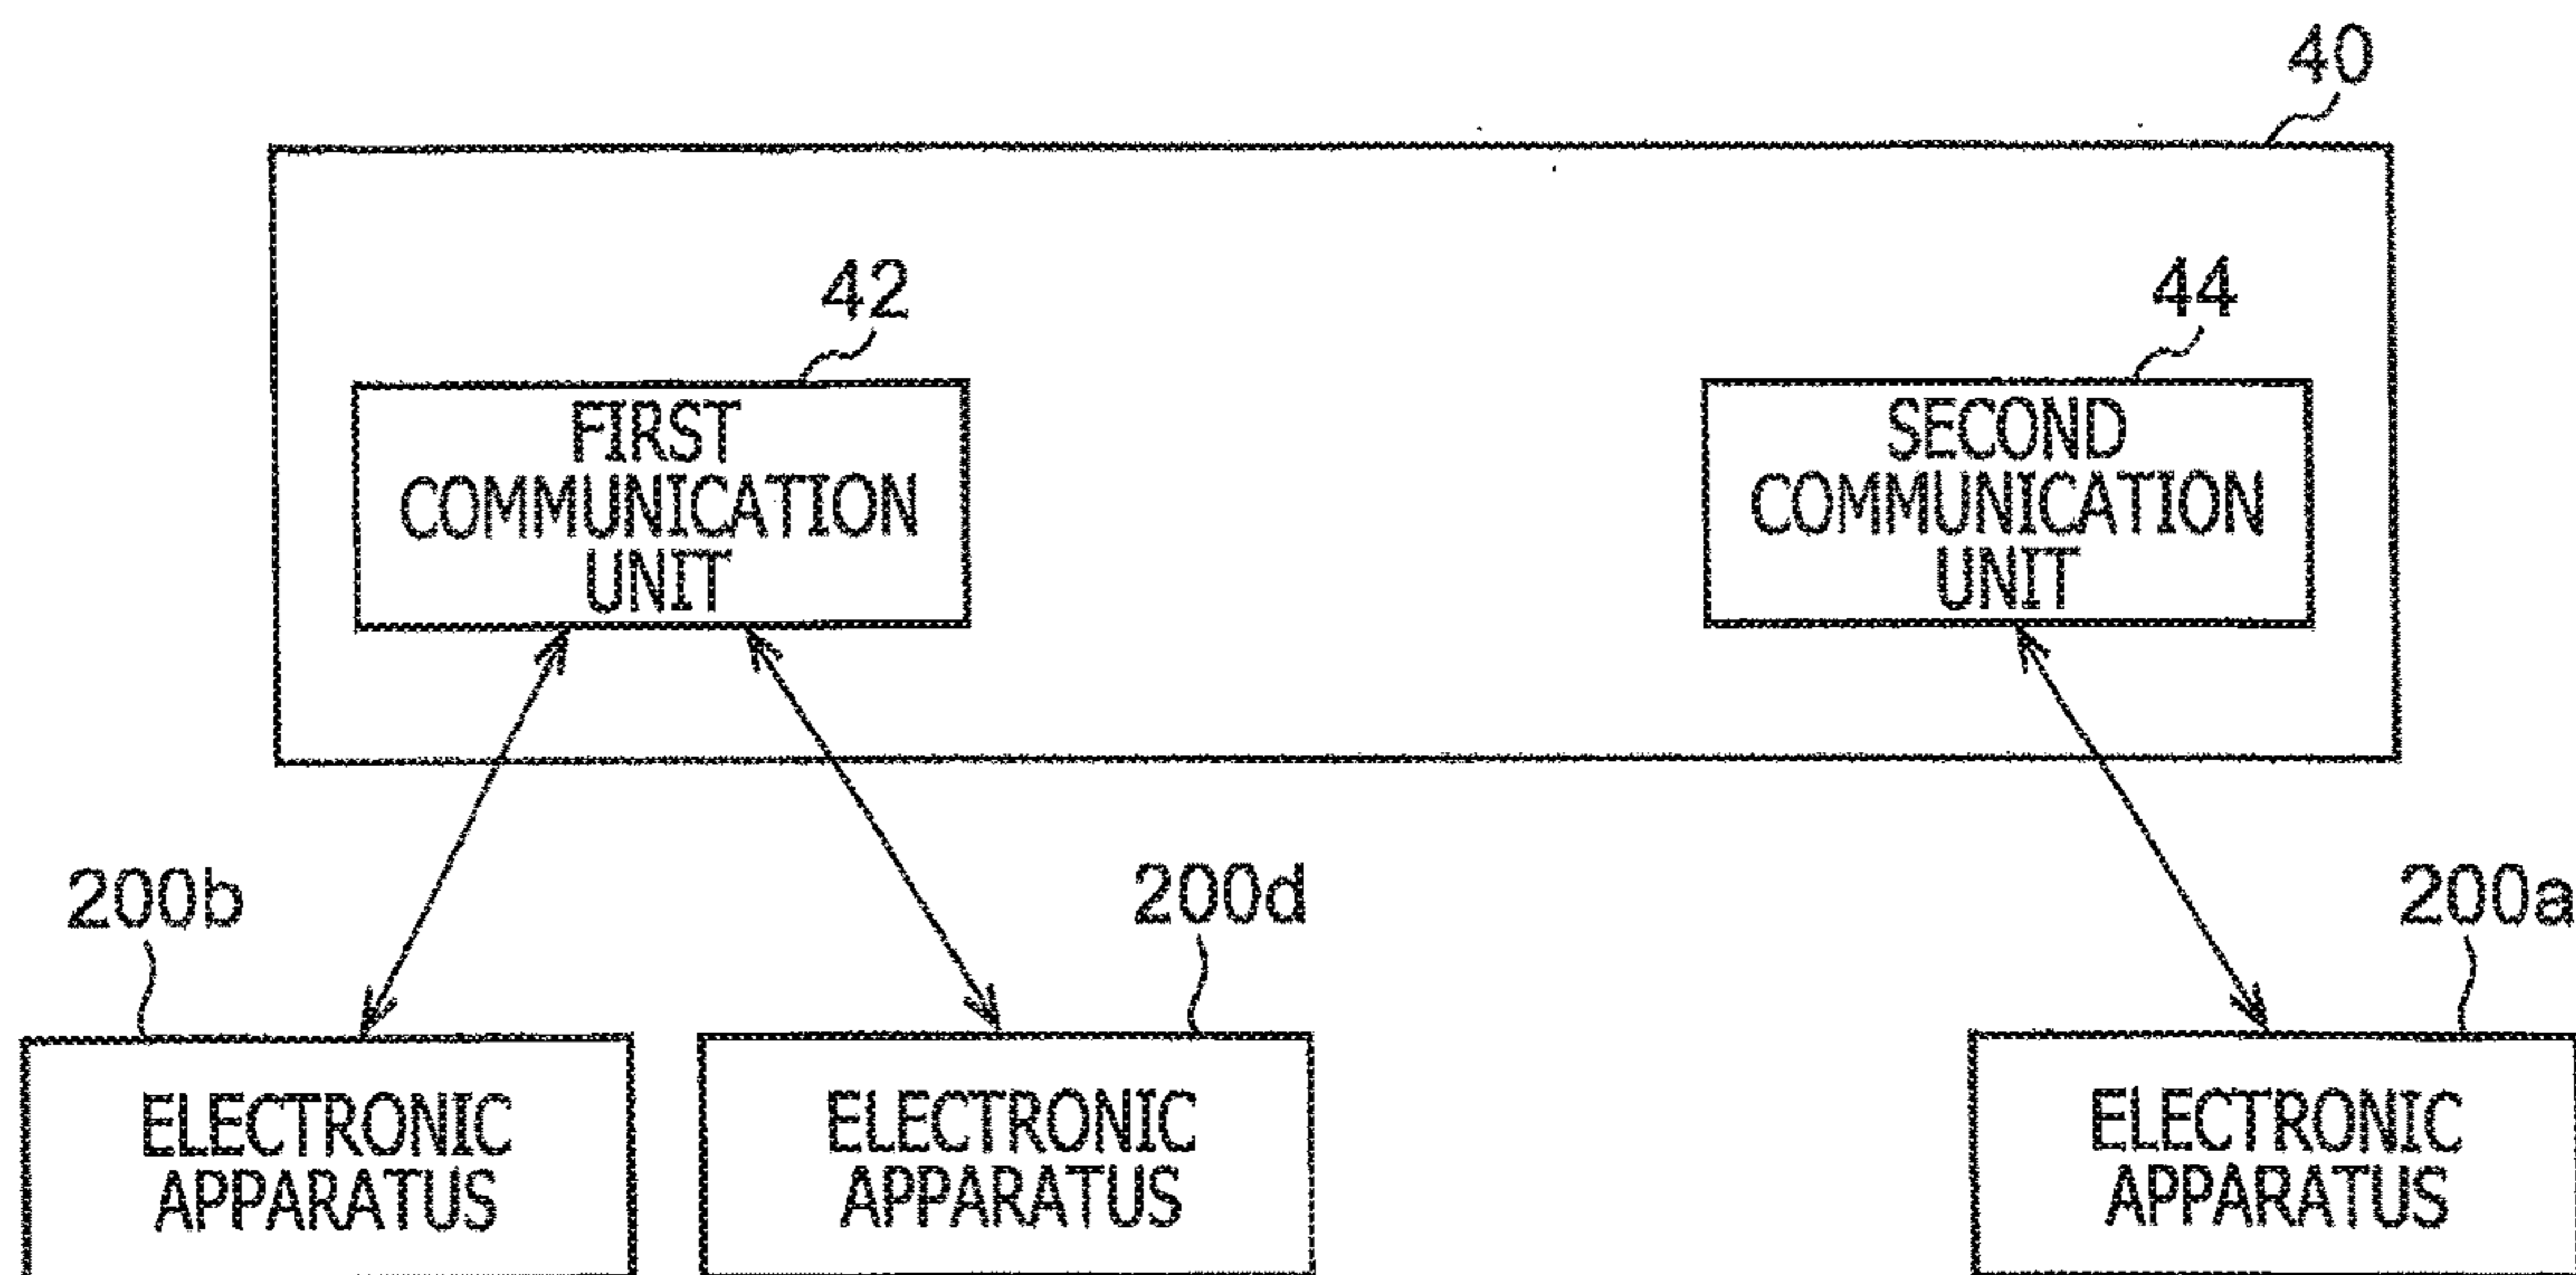 40
42
44
FIRST
COMMUNICATION
UNIT
SECOND
COMMUNICATION
UNIT
200b
200d
200a
ELECTRONIC
APPARATUS
ELECTRONIC
APPARATUS
ELECTRONIC
APPARATUS